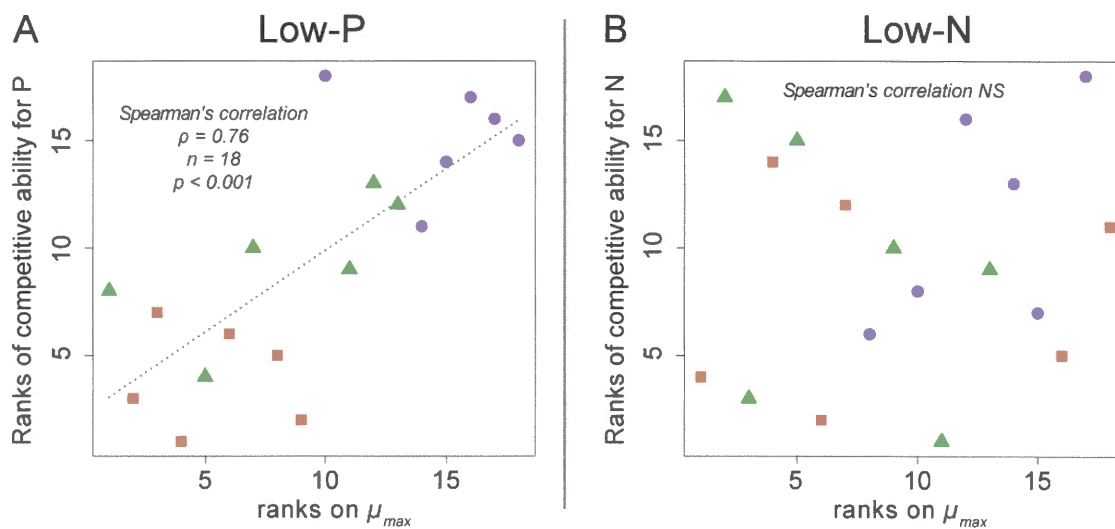 A
Low-P
Ranks of competitive ability for P
Spearman's correlation
ρ = 0.76
n = 18
p < 0.001
15
10
5
5
10
15
ranks on μmax
B
Low-N
Ranks of competitive ability for N
Spearman's correlation NS
15
10
5
5
10
15
ranks on μmax